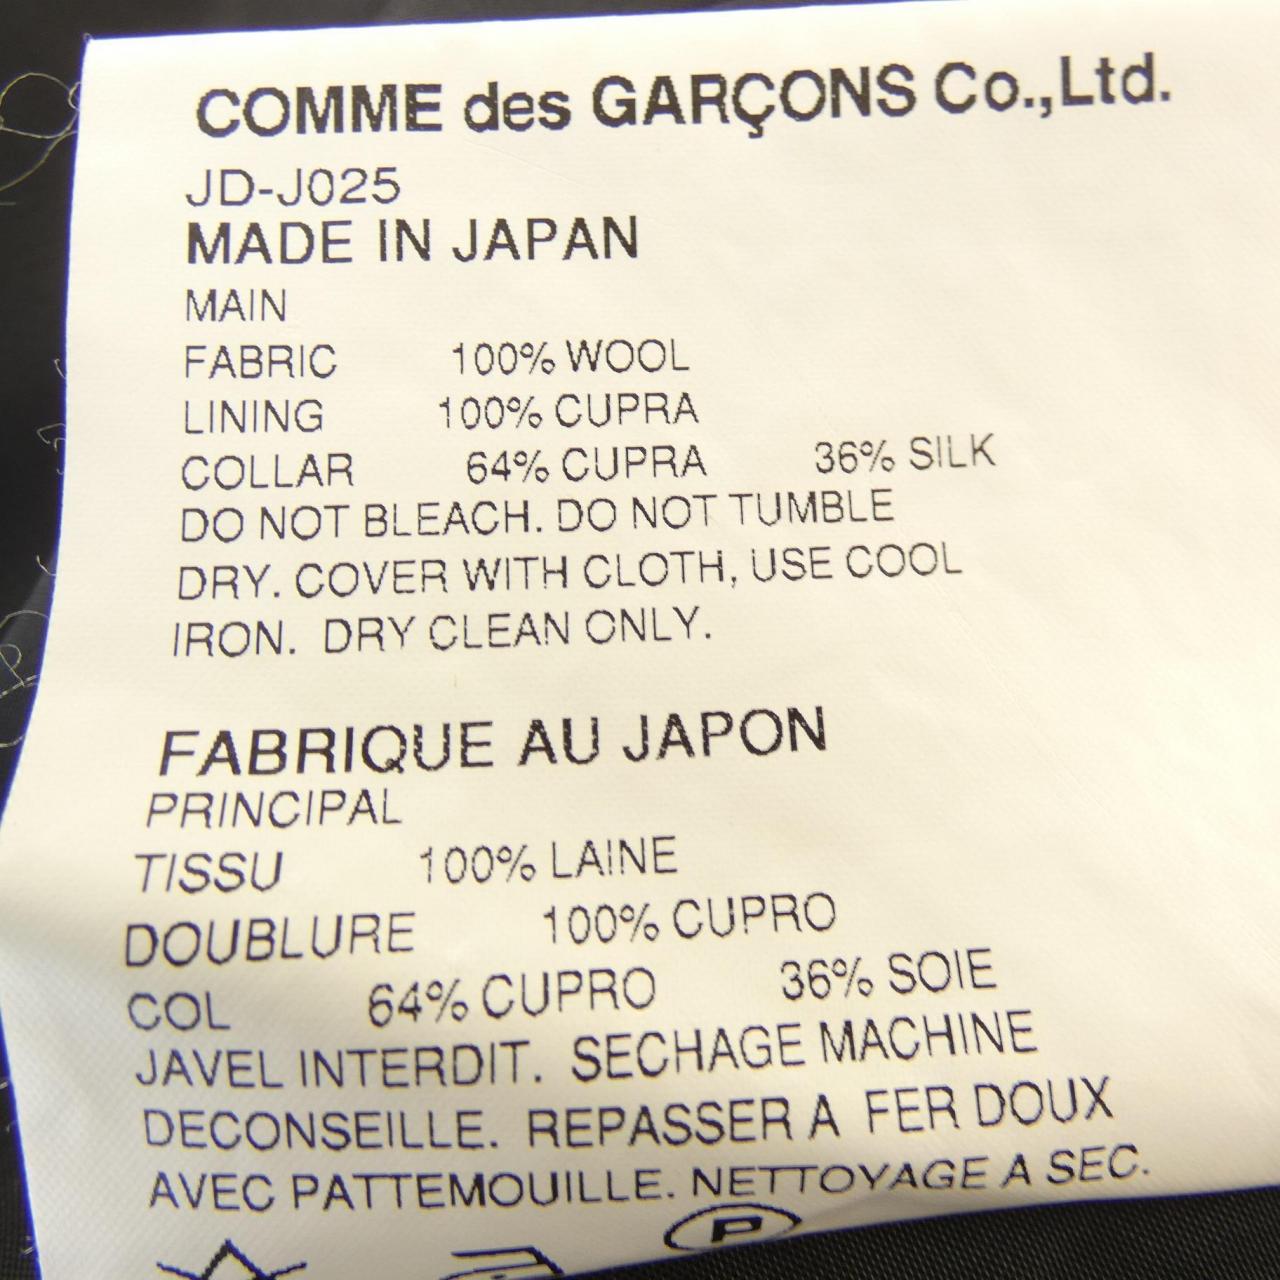 COMME des GARÇONS Co.,Ltd.
JD-J025
MADE IN JAPAN
MAIN
FABRIC 100% WOOL
LINING 100% CUPRA
COLLAR 64% CUPRA 36% SILK
DO NOT BLEACH. DO NOT TUMBLE
DRY. COVER WITH CLOTH, USE COOL
IRON. DRY CLEAN ONLY.
FABRIQUE AU JAPON
PRINCIPAL
TISSU 100% LAINE
DOUBLURE 100% CUPRO
COL 64% CUPRO 36% SOIE
JAVEL INTERDIT. SECHAGE MACHINE
DECONSEILLE. REPASSER A FER DOUX
AVEC PATTEMOUILLE. NETTOYAGE A SEC.
P